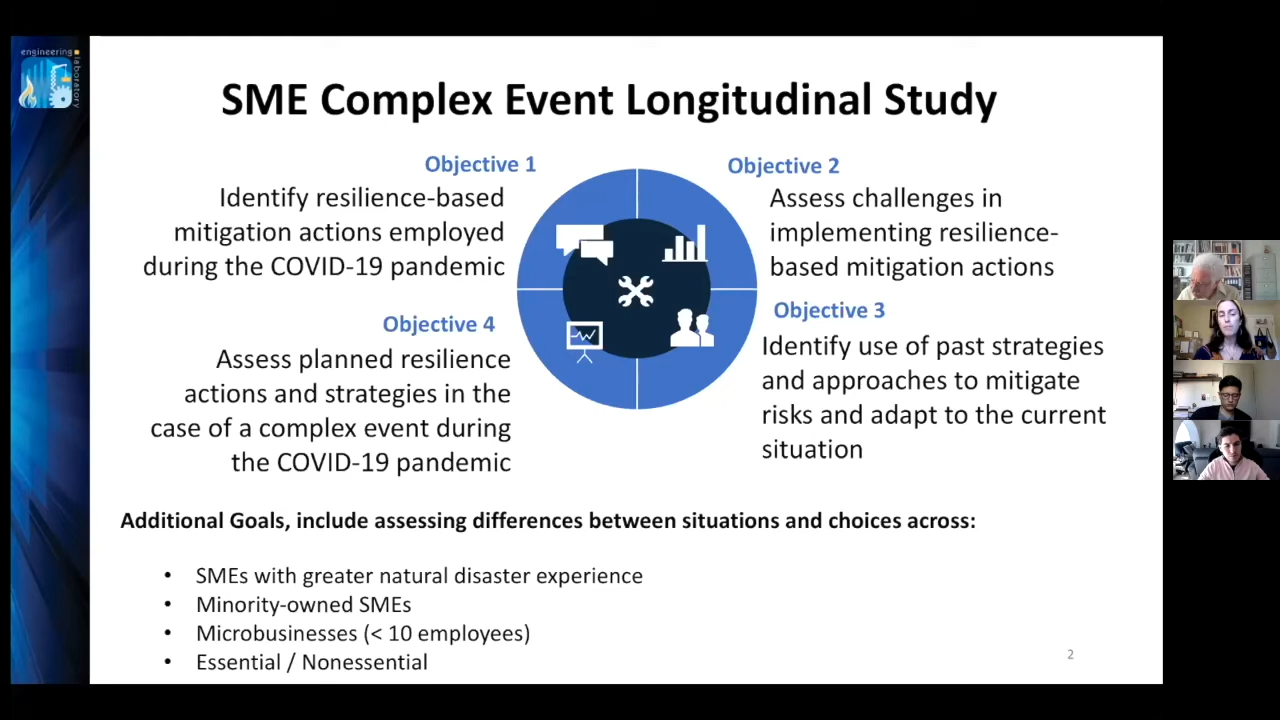 engineering
laboratory
SME Complex Event Longitudinal Study
Objective 1
Identify resilience-based
mitigation actions employed
during the COVID-19 pandemic
Objective 2
Assess challenges in
implementing resilience-
based mitigation actions
Objective 3
Identify use of past strategies
and approaches to mitigate
risks and adapt to the current
situation
Objective 4
Assess planned resilience
actions and strategies in the
case of a complex event during
the COVID-19 pandemic
Additional Goals, include assessing differences between situations and choices across:
• SMEs with greater natural disaster experience
• Minority-owned SMEs
• Microbusinesses (< 10 employees)
• Essential / Nonessential
2